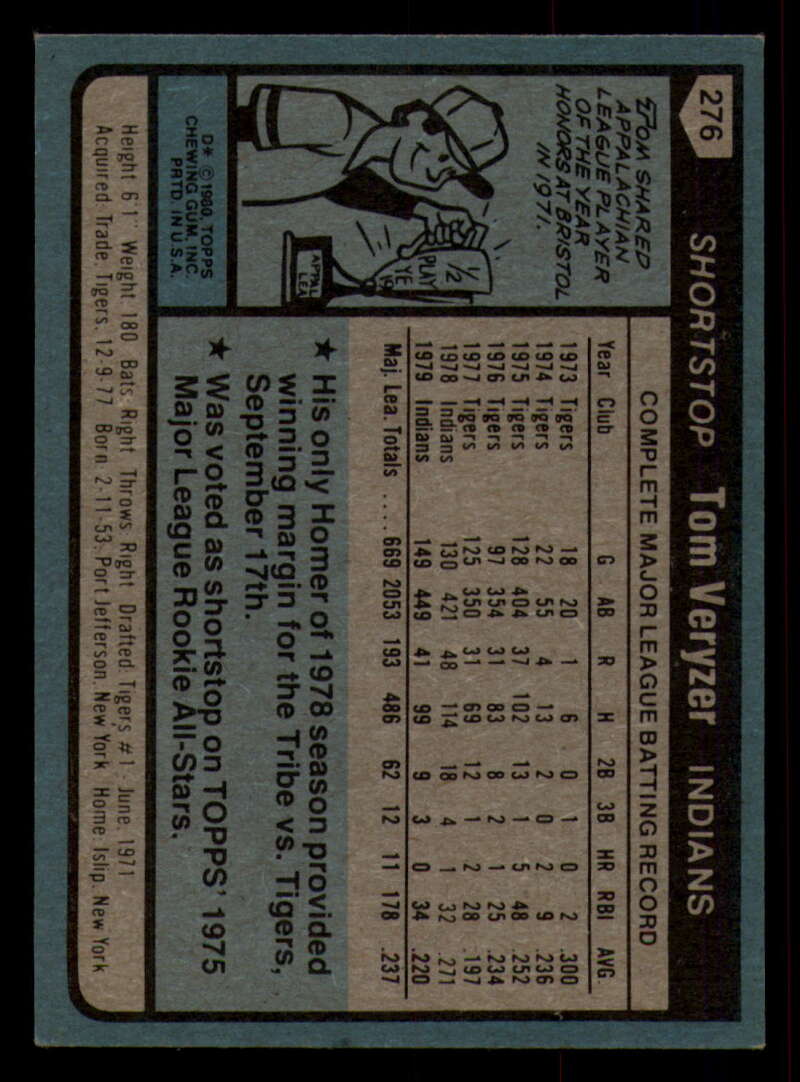 276
SHORTSTOP Tom Veryzer INDIANS
TOM SHARED
APPALACHIAN
LEAGUE PLAYER
OF THE YEAR
HONORS AT BRISTOL
IN 1971.
1/2
PLAY
YE
19
APPAL
LEA
D* © 1980, TOPPS
CHEWING GUM, INC.
PRTD. IN U.S.A.
COMPLETE MAJOR LEAGUE BATTING RECORD
Year Club G AB R H 2B 3B HR RBI AVG
1973 Tigers 18 20 1 6 0 1 0 2 .300
1974 Tigers 22 55 4 13 2 0 2 9 .236
1975 Tigers 128 404 37 102 13 1 5 48 .252
1976 Tigers 97 354 31 83 8 2 1 25 .234
1977 Tigers 125 350 31 69 12 1 2 28 .197
1978 Indians 130 421 48 114 18 4 1 32 .271
1979 Indians 149 449 41 99 9 3 0 34 .220
Maj. Lea. Totals .... 669 2053 193 486 62 12 11 178 .237
★ His only Homer of 1978 season provided
winning margin for the Tribe vs. Tigers,
September 17th.
★ Was voted as shortstop on TOPPS' 1975
Major League Rookie All-Stars.
Height 6'1" Weight 180 Bats Right Throws Right Drafted: Tigers #1 - June, 1971
Acquired: Trade, Tigers, 12-9-77 Born 2-11-53, Port Jefferson, New York Home: Islip, New York